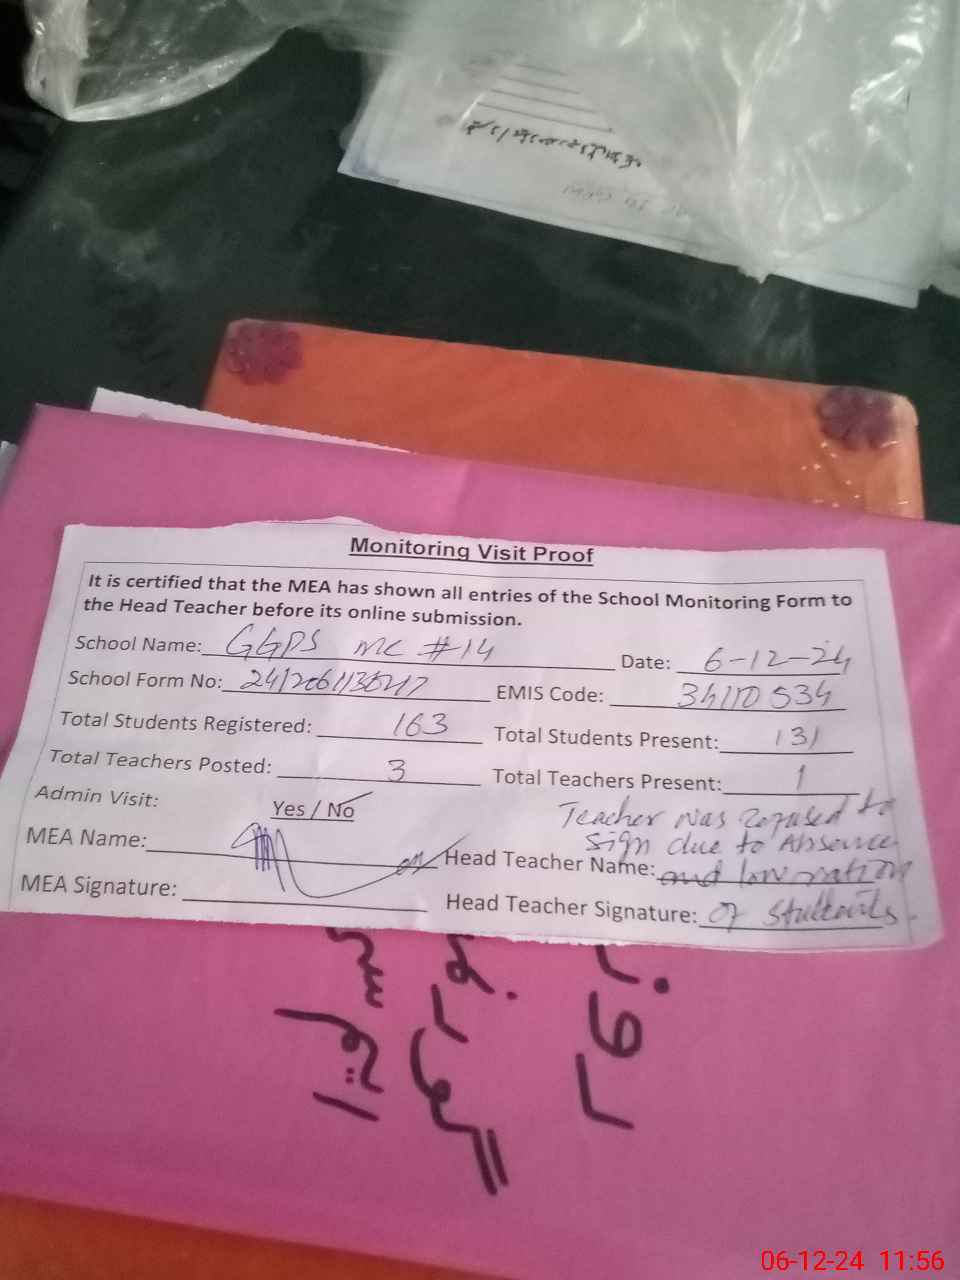 Monitoring Visit Proof
It is certified that the MEA has shown all entries of the School Monitoring Form to
the Head Teacher before its online submission.
School Name: GGPS MC #14
Date: 6-12-24
School Form No:
EMIS Code: 34110534
Total Students Registered: 163
Total Students Present: 131
Total Teachers Posted: 3
Total Teachers Present: 1
Admin Visit: Yes / No
Teacher was refused to
sign due to Absence
MEA Name:
Head Teacher Name: and low ration
MEA Signature:
Head Teacher Signature: of students.
06-12-24 11:56